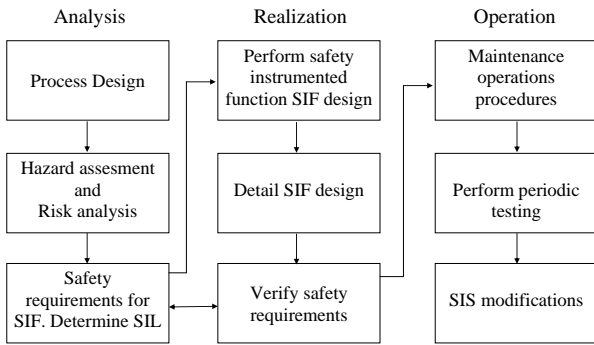 Analysis
Realization
Operation
Process Design
Hazard assesment
and
Risk analysis
Safety
requirements for
SIF. Determine SIL
Perform safety
instrumented
function SIF design
Detail SIF design
Verify safety
requirements
Maintenance
operations
procedures
Perform periodic
testing
SIS modifications